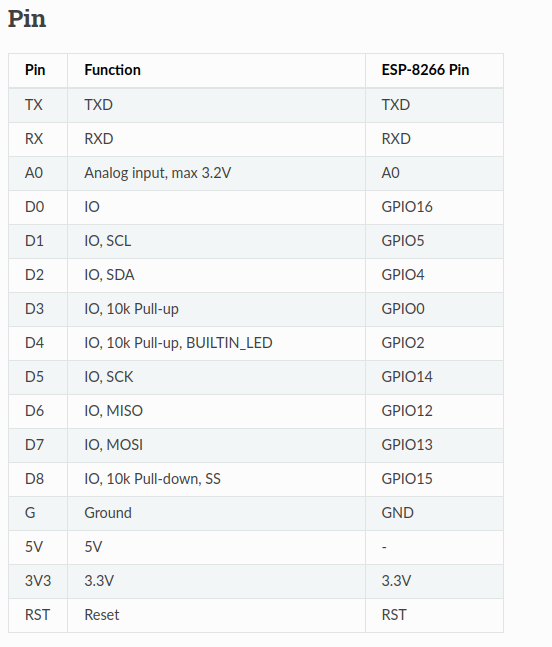 Pin
Pin Function ESP-8266 Pin
TX TXD TXD
RX RXD RXD
A0 Analog input, max 3.2V A0
D0 IO GPIO16
D1 IO, SCL GPIO5
D2 IO, SDA GPIO4
D3 IO, 10k Pull-up GPIO0
D4 IO, 10k Pull-up, BUILTIN_LED GPIO2
D5 IO, SCK GPIO14
D6 IO, MISO GPIO12
D7 IO, MOSI GPIO13
D8 IO, 10k Pull-down, SS GPIO15
G Ground GND
5V 5V -
3V3 3.3V 3.3V
RST Reset RST